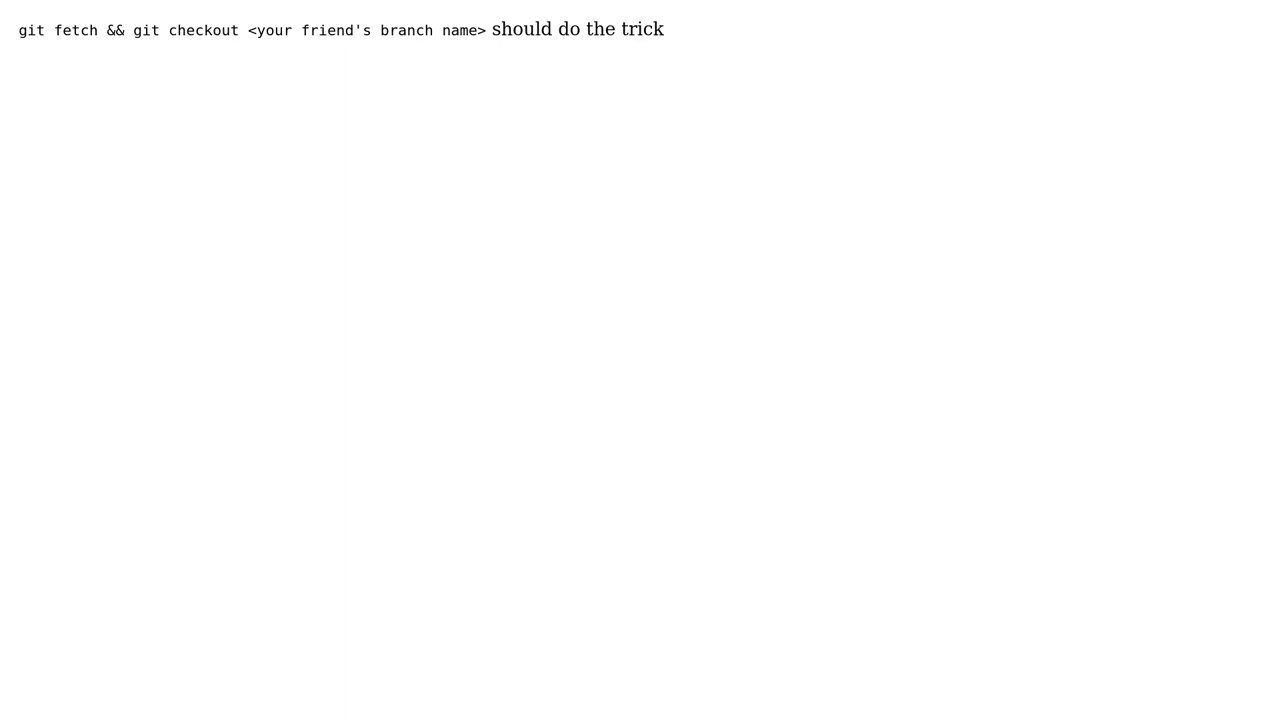 git fetch && git checkout <your friend's branch name> should do the trick